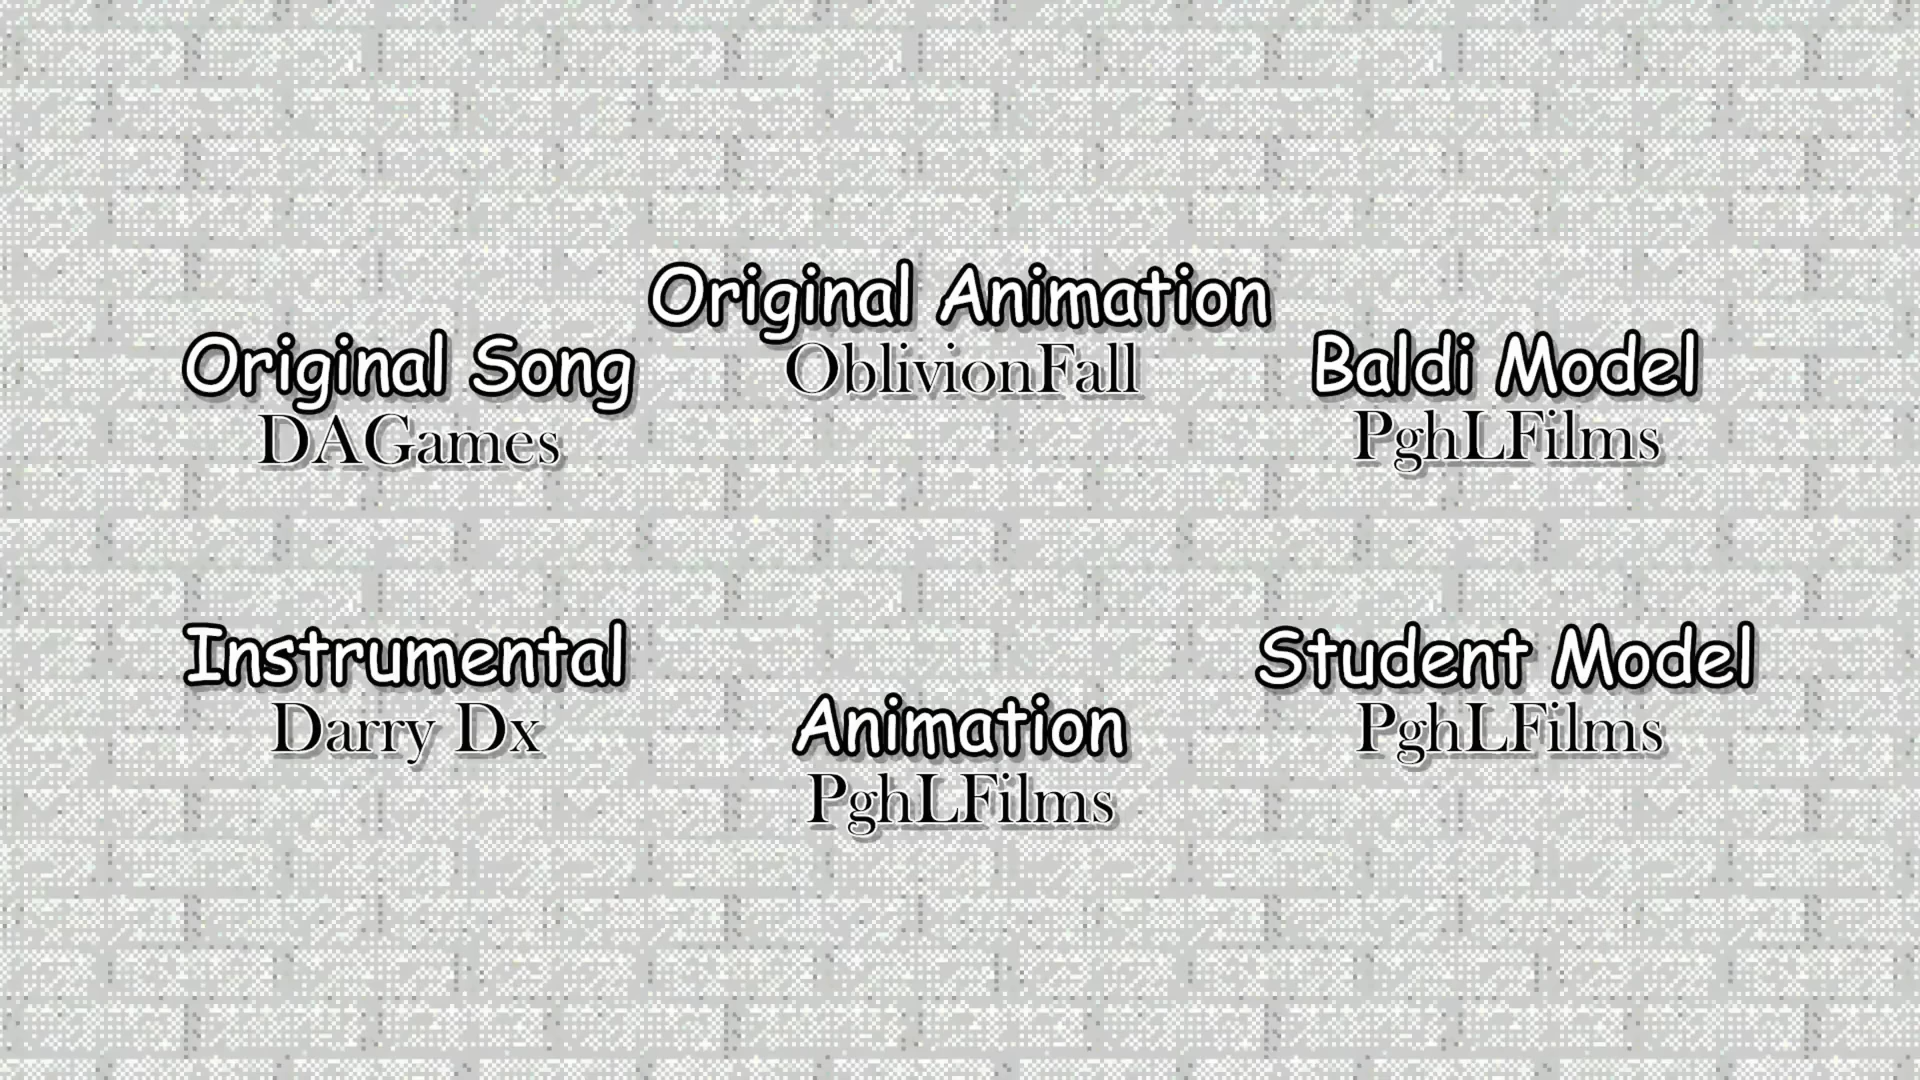 Original Song
DAGames
Original Animation
OblivionFall
Baldi Model
PghLFilms
Instrumental
Darry Dx
Animation
PghLFilms
Student Model
PghLFilms